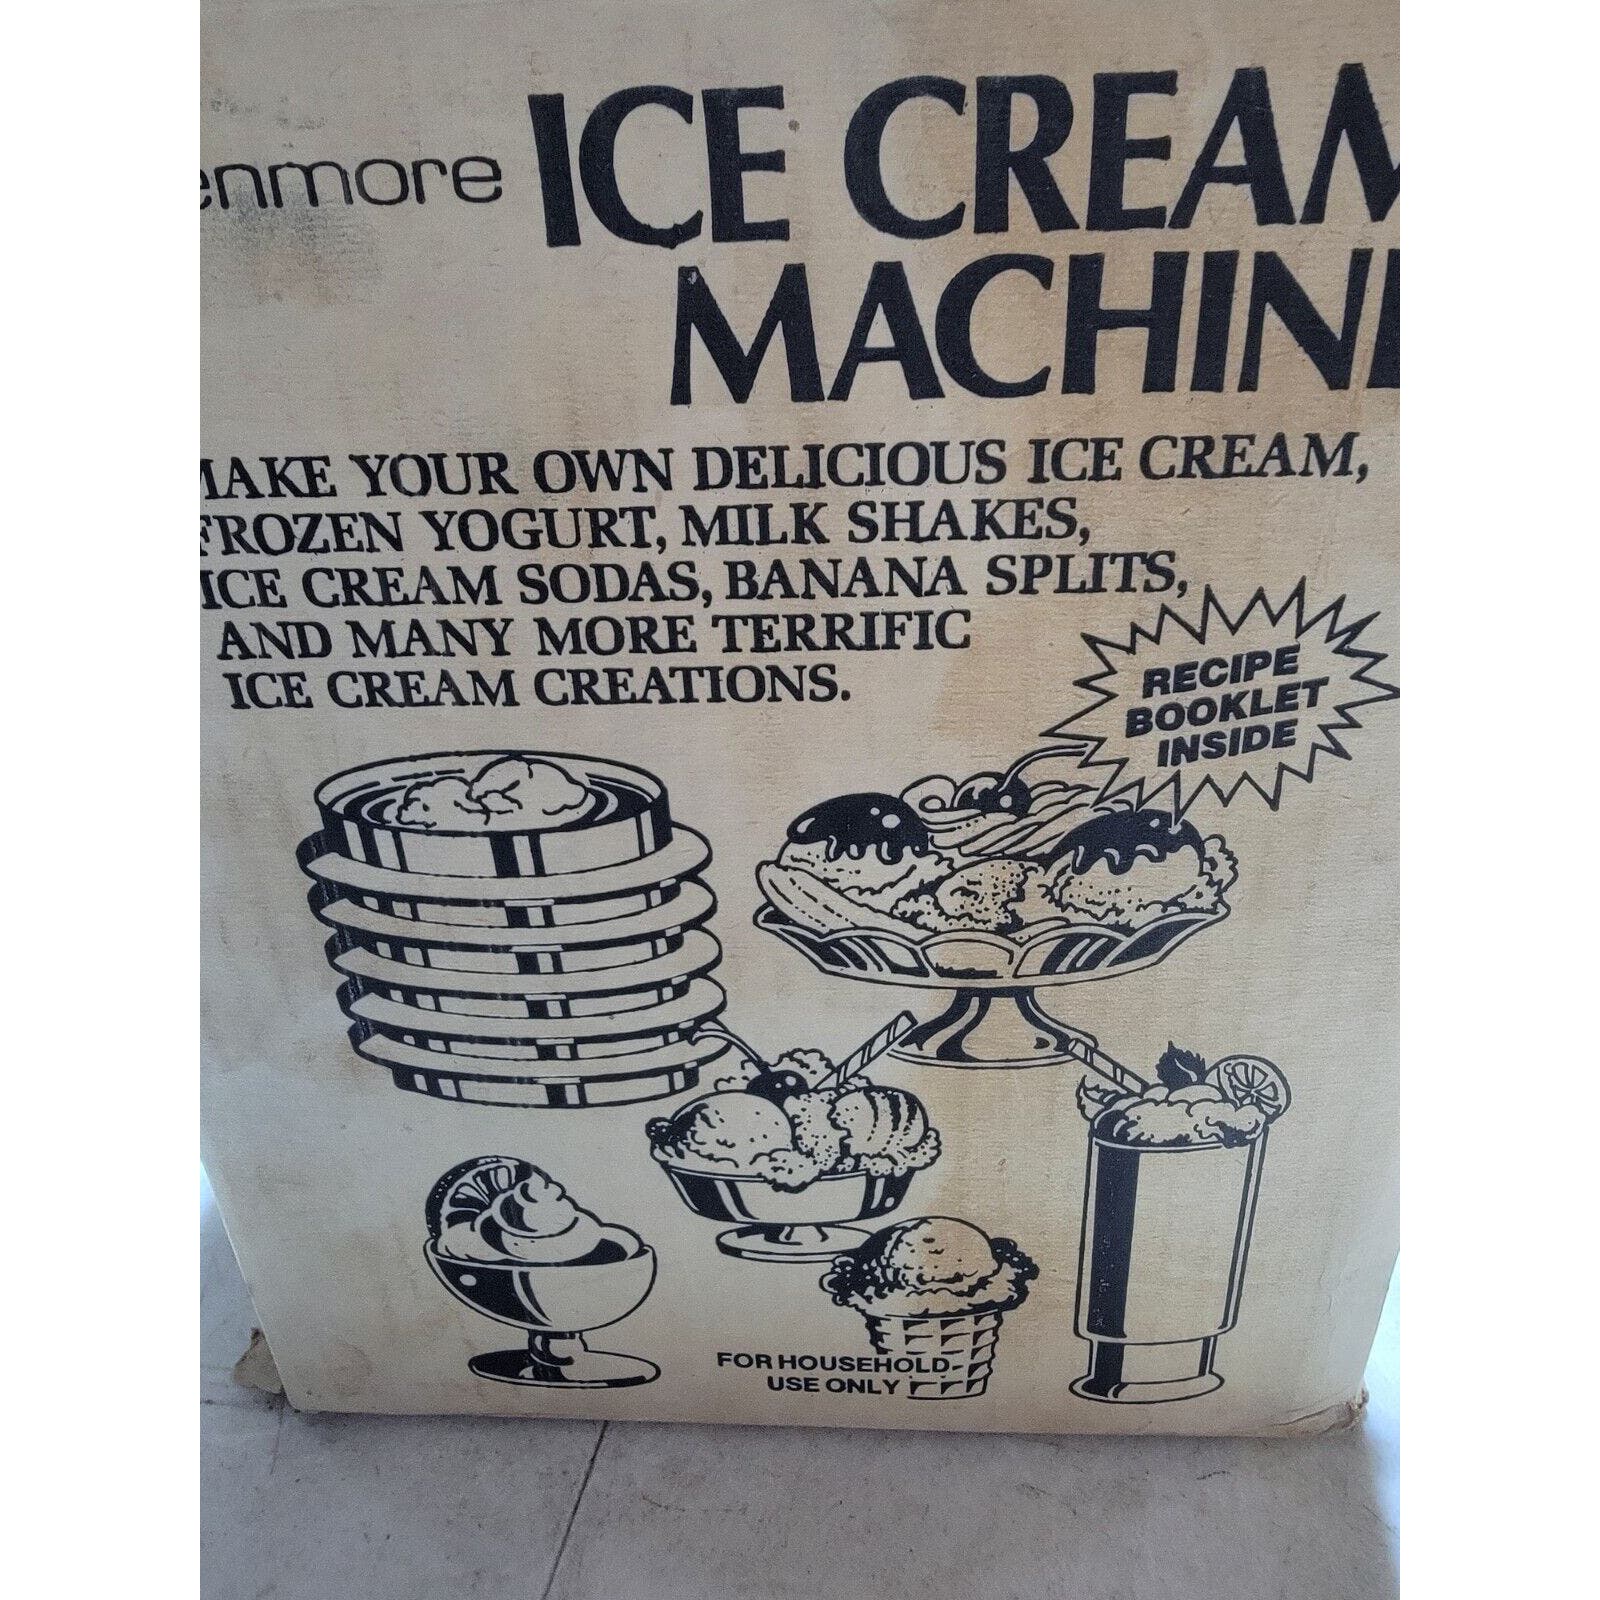 enmore ICE CREAM
MACHINE
MAKE YOUR OWN DELICIOUS ICE CREAM,
FROZEN YOGURT, MILK SHAKES,
ICE CREAM SODAS, BANANA SPLITS,
AND MANY MORE TERRIFIC
ICE CREAM CREATIONS.
RECIPE
BOOKLET
INSIDE
FOR HOUSEHOLD
USE ONLY